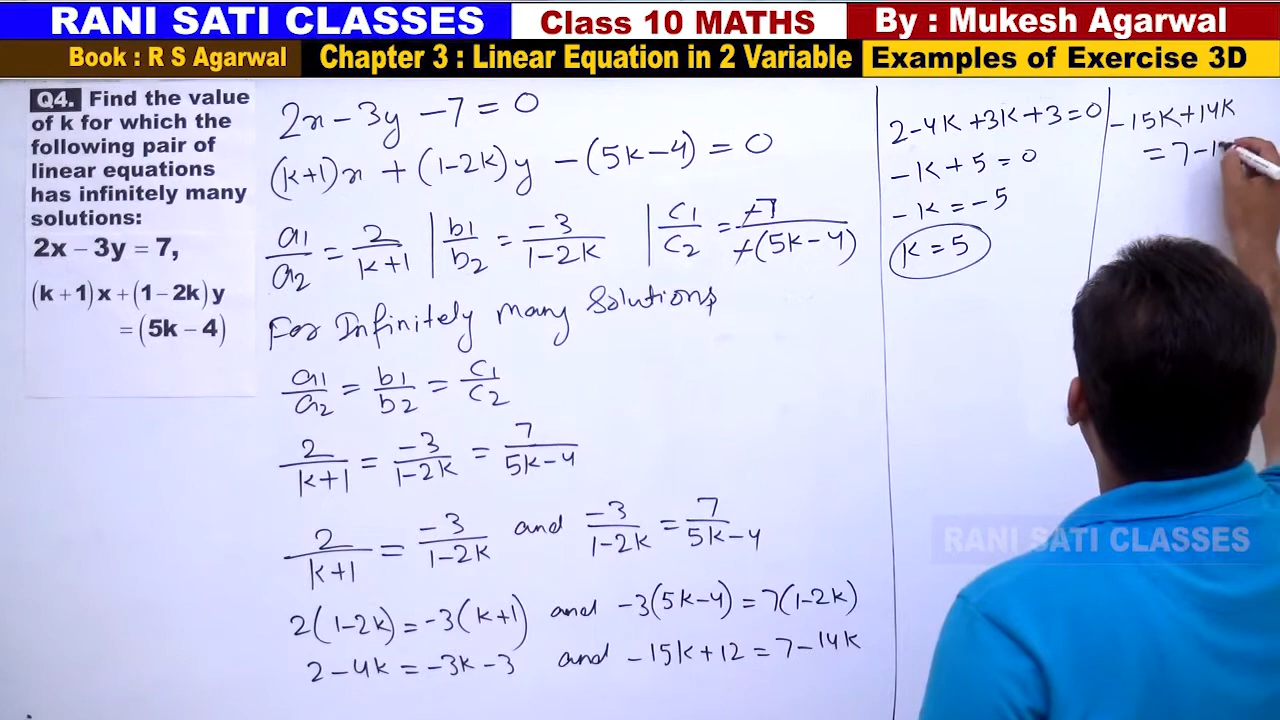 RANI SATI CLASSES
Class 10 MATHS
By : Mukesh Agarwal
Book : R S Agarwal
Chapter 3 : Linear Equation in 2 Variable
Examples of Exercise 3D
Q4. Find the value
of k for which the
following pair of
linear equations
has infinitely many
solutions:
2x – 3y = 7,
(k + 1)x + (1 – 2k)y
= (5k – 4)
2x - 3y - 7 = 0
(k+1)x + (1-2k)y - (5k-4) = 0
a1/a2 = 2/k+1 | b1/b2 = -3/1-2k | c1/c2 = -7/-(5k-4)
For Infinitely many Solutions
a1/a2 = b1/b2 = c1/c2
2/k+1 = -3/1-2k = 7/5k-4
2/k+1 = -3/1-2k and -3/1-2k = 7/5k-4
2(1-2k) = -3(k+1) and -3(5k-4) = 7(1-2k)
2-4k = -3k-3 and -15k+12 = 7-14k
2-4k+3k+3=0
-k+5=0
-k=-5
k=5
-15k+14k
=7-1
RANI SATI CLASSES